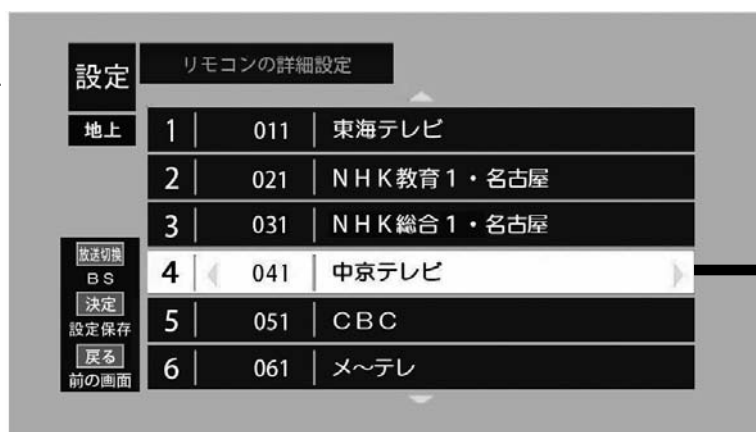 設定
リモコンの詳細設定
地上
1 011 東海テレビ
2 021 NHK教育1・名古屋
3 031 NHK総合1・名古屋
4 041 中京テレビ
5 051 CBC
6 061 メ〜テレ
放送切換
BS
決定
設定保存
戻る
前の画面